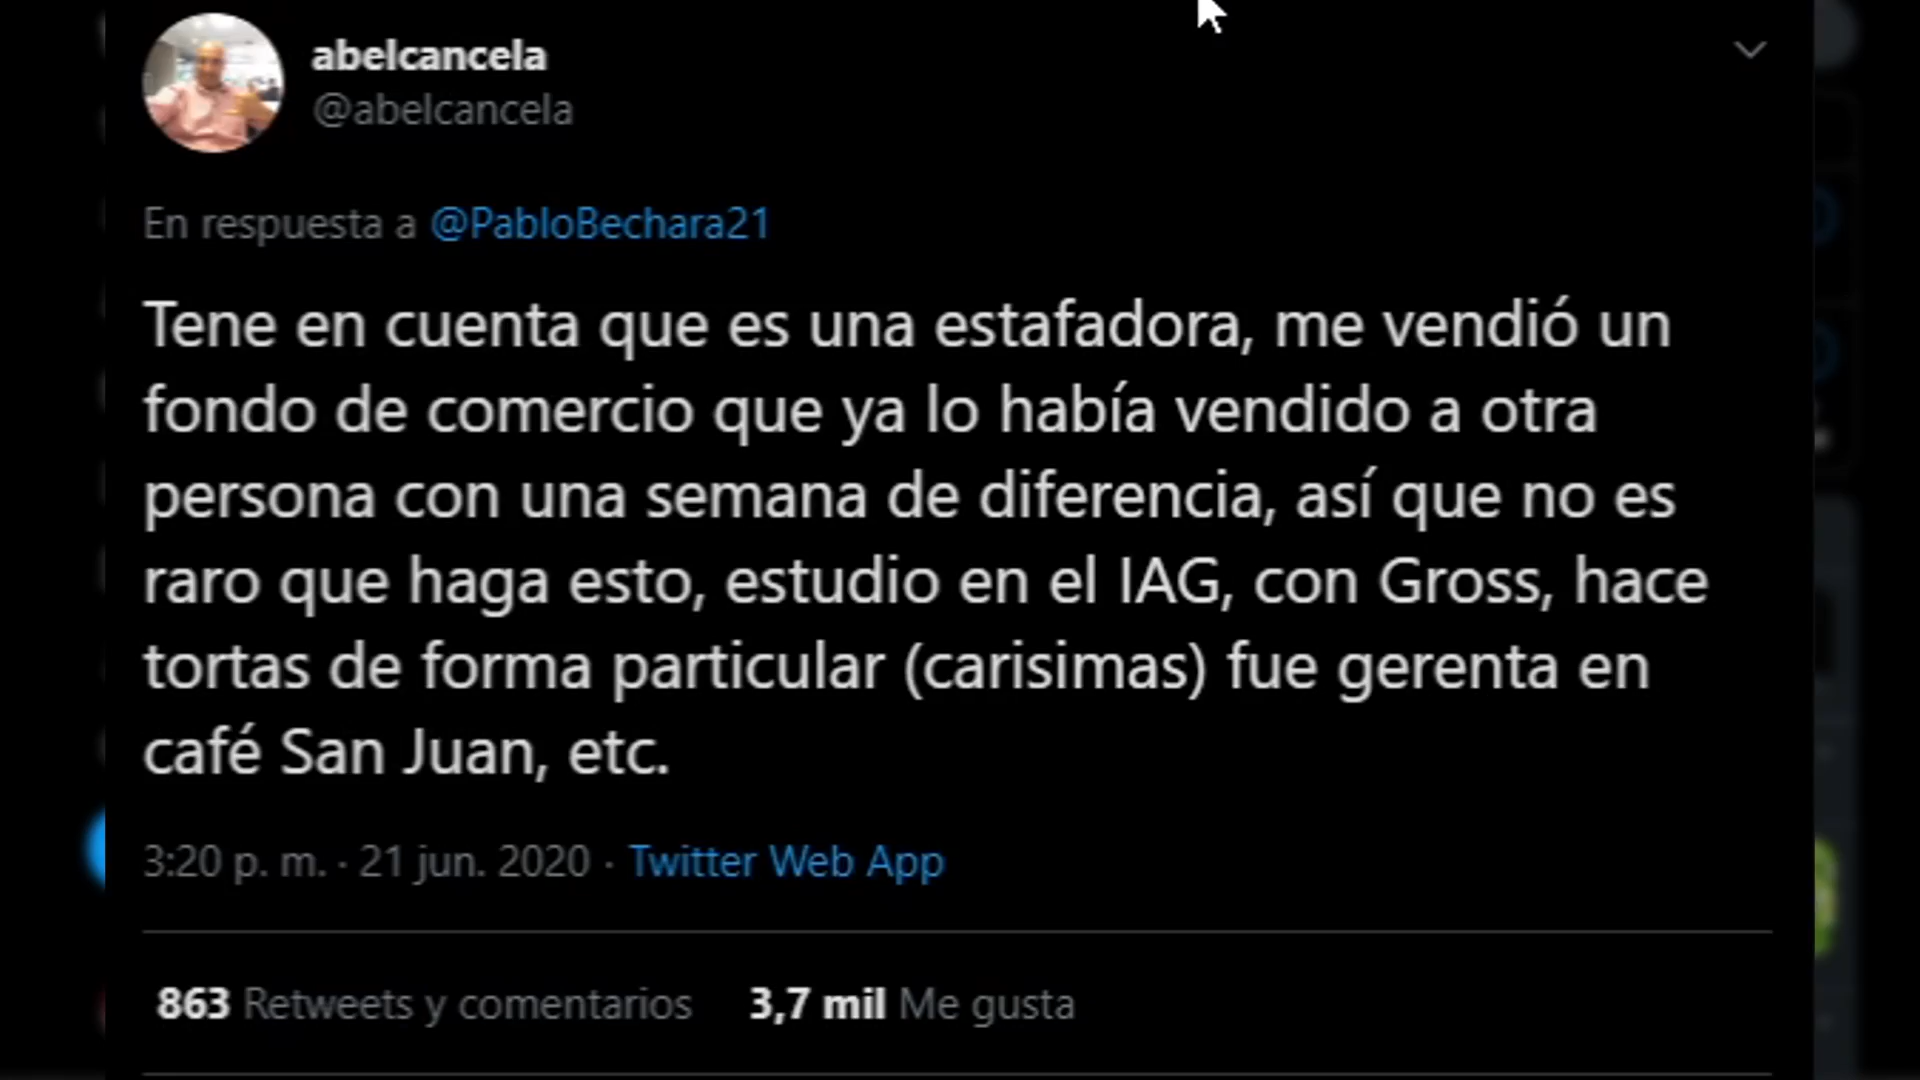 abelcancela
@abelcancela
En respuesta a @PabloBechara21
Tene en cuenta que es una estafadora, me vendió un
fondo de comercio que ya lo había vendido a otra
persona con una semana de diferencia, así que no es
raro que haga esto, estudio en el IAG, con Gross, hace
tortas de forma particular (carisimas) fue gerenta en
café San Juan, etc.
3:20 p. m. · 21 jun. 2020 · Twitter Web App
863 Retweets y comentarios 3,7 mil Me gusta